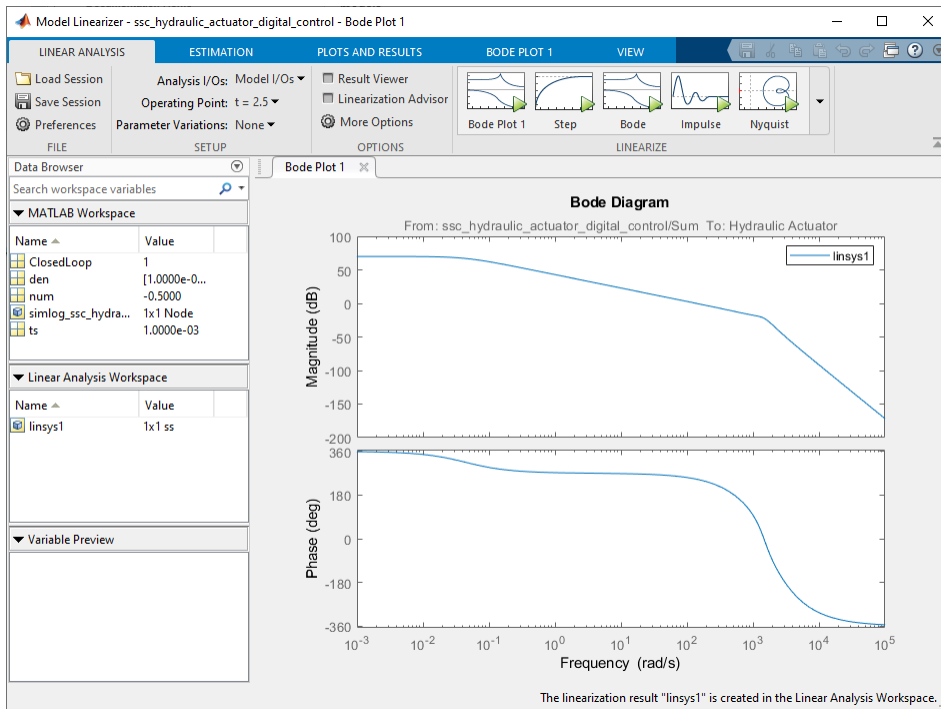 Model Linearizer - ssc_hydraulic_actuator_digital_control - Bode Plot 1
LINEAR ANALYSIS ESTIMATION PLOTS AND RESULTS BODE PLOT 1 VIEW
Load Session
Save Session
Preferences
FILE
Analysis I/Os: Model I/Os
Operating Point: t = 2.5
Parameter Variations: None
SETUP
Result Viewer
Linearization Advisor
More Options
OPTIONS
Bode Plot 1 Step Bode Impulse Nyquist
LINEARIZE
Data Browser
Search workspace variables
MATLAB Workspace
Name Value
ClosedLoop 1
den [1.0000e-0...
num -0.5000
simlog_ssc_hydra... 1x1 Node
ts 1.0000e-03
Linear Analysis Workspace
Name Value
linsys1 1x1 ss
Variable Preview
Bode Plot 1
Bode Diagram
From: ssc_hydraulic_actuator_digital_control/Sum To: Hydraulic Actuator
linsys1
Magnitude (dB)
100
50
0
-50
-100
-150
-200
Phase (deg)
360
180
0
-180
-360
10^-3 10^-2 10^-1 10^0 10^1 10^2 10^3 10^4 10^5
Frequency (rad/s)
The linearization result "linsys1" is created in the Linear Analysis Workspace.